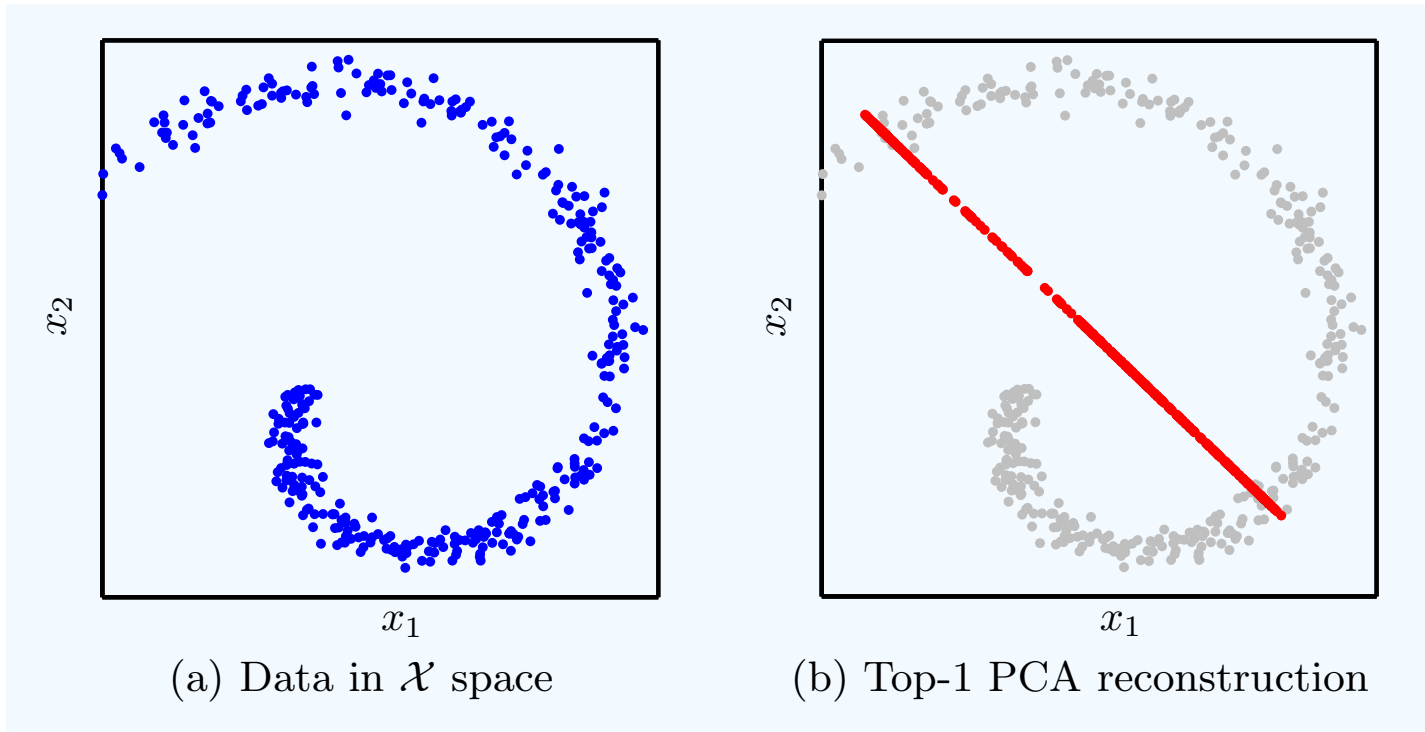 x₂
x₁
(a) Data in 𝒳 space
x₂
x₁
(b) Top-1 PCA reconstruction